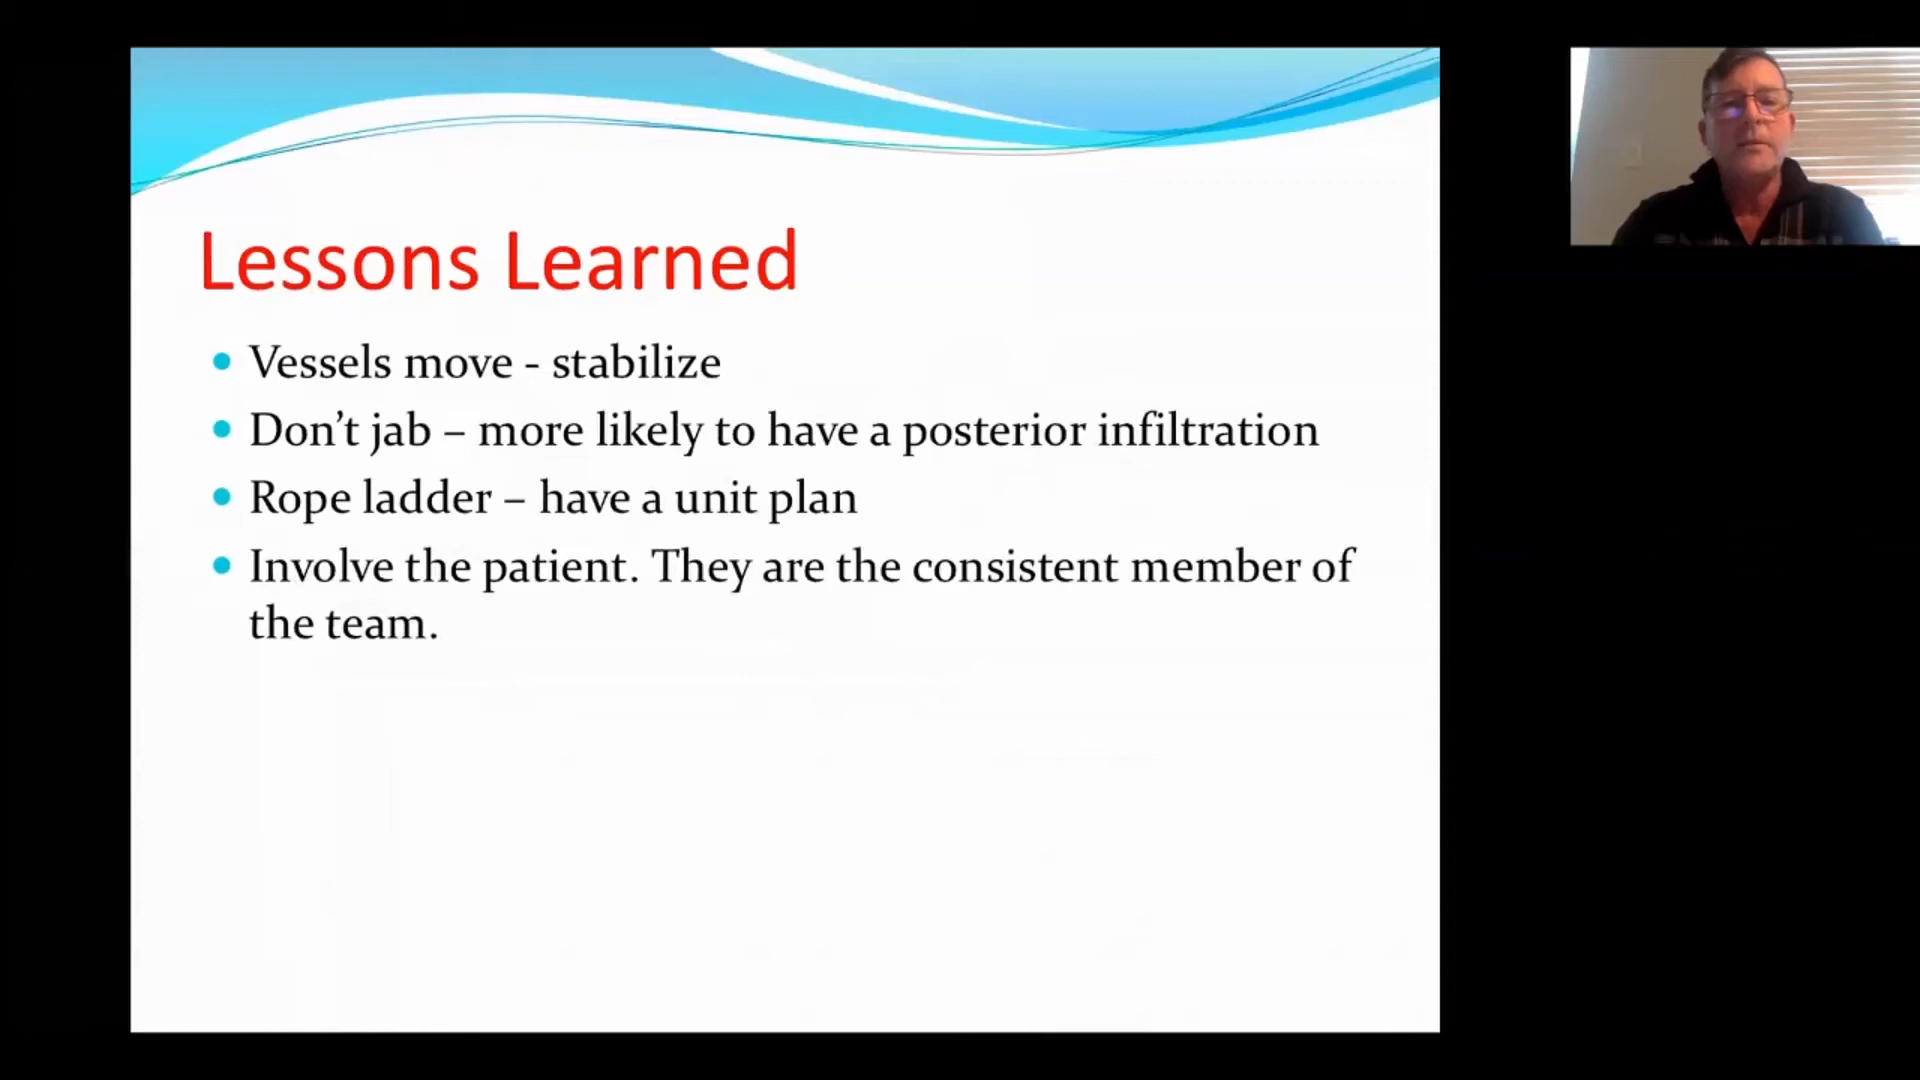 Lessons Learned
Vessels move - stabilize
Don’t jab – more likely to have a posterior infiltration
Rope ladder – have a unit plan
Involve the patient. They are the consistent member of
the team.